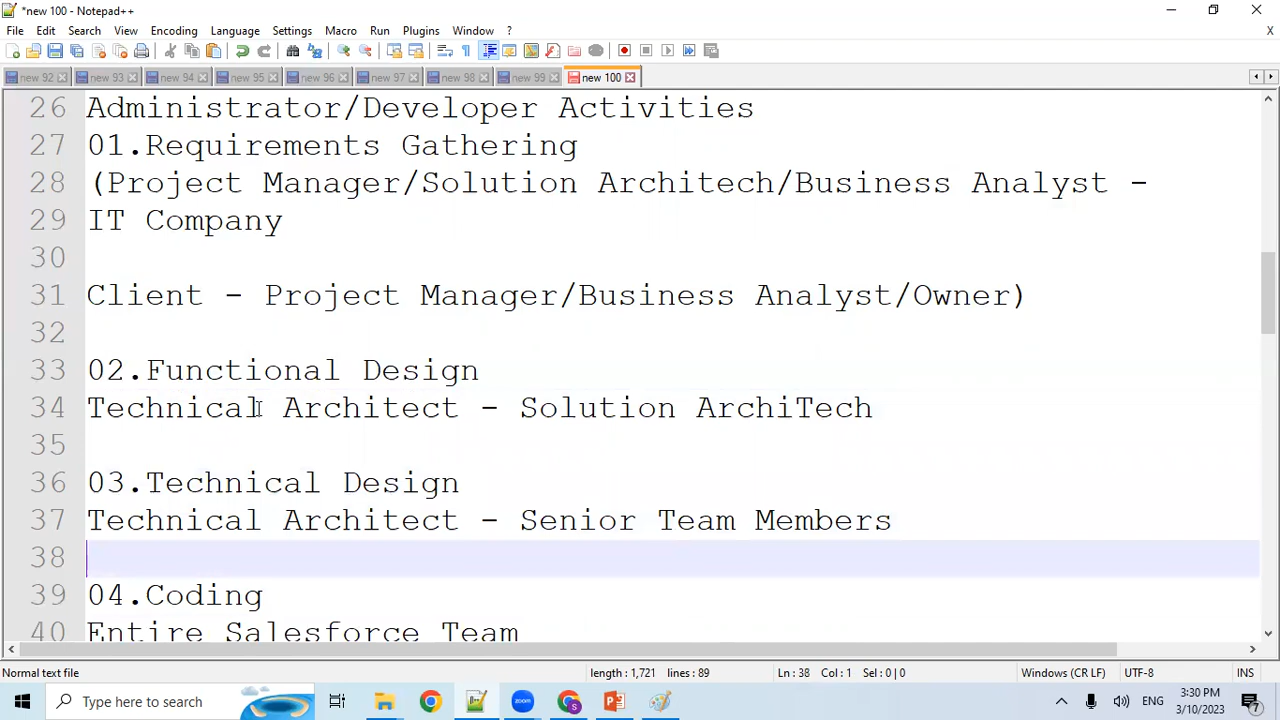 *new 100 - Notepad++
File Edit Search View Encoding Language Settings Macro Run Plugins Window ? X
new 92 new 93 new 94 new 95 new 96 new 97 new 98 new 99 new 100
26 Administrator/Developer Activities
27 01.Requirements Gathering
28 (Project Manager/Solution Architech/Business Analyst -
29 IT Company
30
31 Client - Project Manager/Business Analyst/Owner)
32
33 02.Functional Design
34 Technical Architect - Solution ArchiTech
35
36 03.Technical Design
37 Technical Architect - Senior Team Members
38
39 04.Coding
40 Entire Salesforce Team
Normal text file length : 1,721 lines : 89 Ln : 38 Col : 1 Sel : 0 | 0 Windows (CR LF) UTF-8 INS
Type here to search zoom ENG 3:30 PM
3/10/2023 7